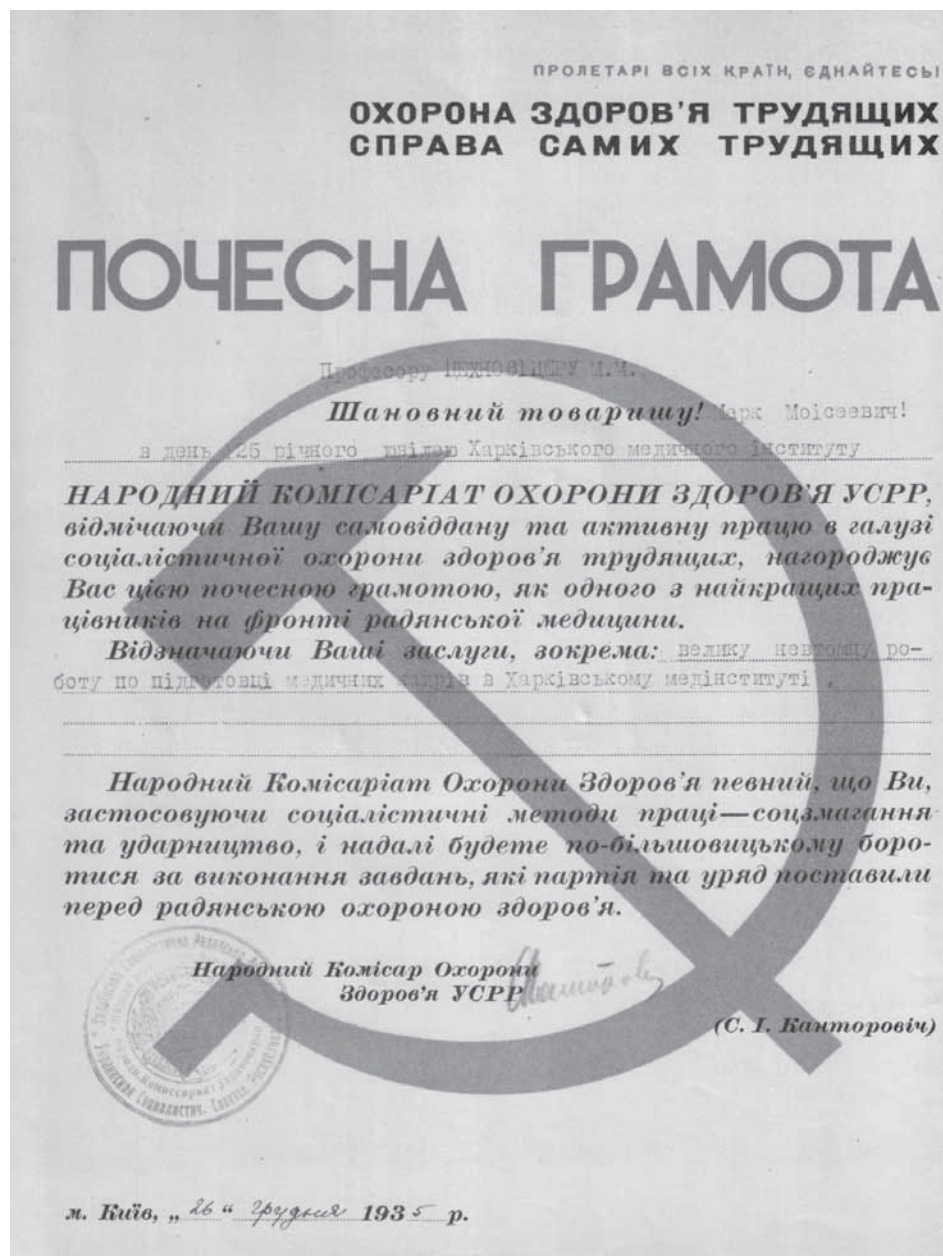 ПРОЛЕТАРІ ВСІХ КРАЇН, ЄДНАЙТЕСЬ!
ОХОРОНА ЗДОРОВ'Я ТРУДЯЩИХ
СПРАВА САМИХ ТРУДЯЩИХ
ПОЧЕСНА ГРАМОТА
Професору ЦЕХНОВІЦЕРУ М.М.
Шановний товаришу! Марк Моісеевич!
в день 125 річного ювілею Харківського медичного інституту
НАРОДНИЙ КОМІСАРІАТ ОХОРОНИ ЗДОРОВ'Я УСРР,
відмічаючи Вашу самовіддану та активну працю в галузі
соціалістичної охорони здоров'я трудящих, нагороджує
Вас цією почесною грамотою, як одного з найкращих пра-
цівників на фронті радянської медицини.
Відзначаючи Ваші заслуги, зокрема: велику невтомну ро-
боту по підготовці медичних кадрів в Харківському медінституті.
Народний Комісаріат Охорони Здоров'я певний, що Ви,
застосовуючи соціалістичні методи праці—соцзмагання
та ударництво, і надалі будете по-більшовицькому боро-
тися за виконання завдань, які партія та уряд поставили
перед радянською охороною здоров'я.
Народний Комісар Охорони
Здоров'я УСРР
(С. І. Канторовіч)
м. Київ, „26" грудня 1935 р.